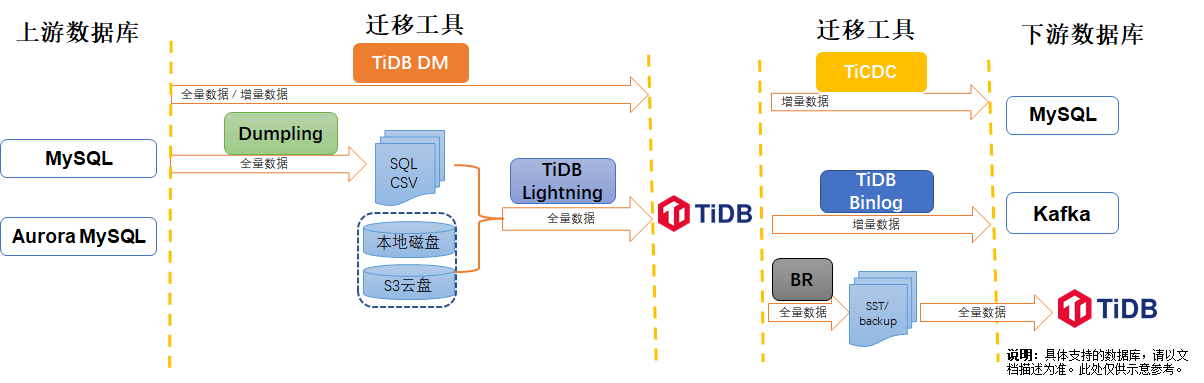 上游数据库
迁移工具
迁移工具
下游数据库
TiDB DM
全量数据 / 增量数据
TiCDC
增量数据
MySQL
Dumpling
全量数据
SQL
CSV
MySQL
Aurora MySQL
本地磁盘
S3云盘
TiDB
Lightning
全量数据
TiDB
TiDB
Binlog
增量数据
Kafka
BR
全量数据
SST/
backup
全量数据
TiDB
说明：具体支持的数据库，请以文
档描述为准。此处仅供示意参考。